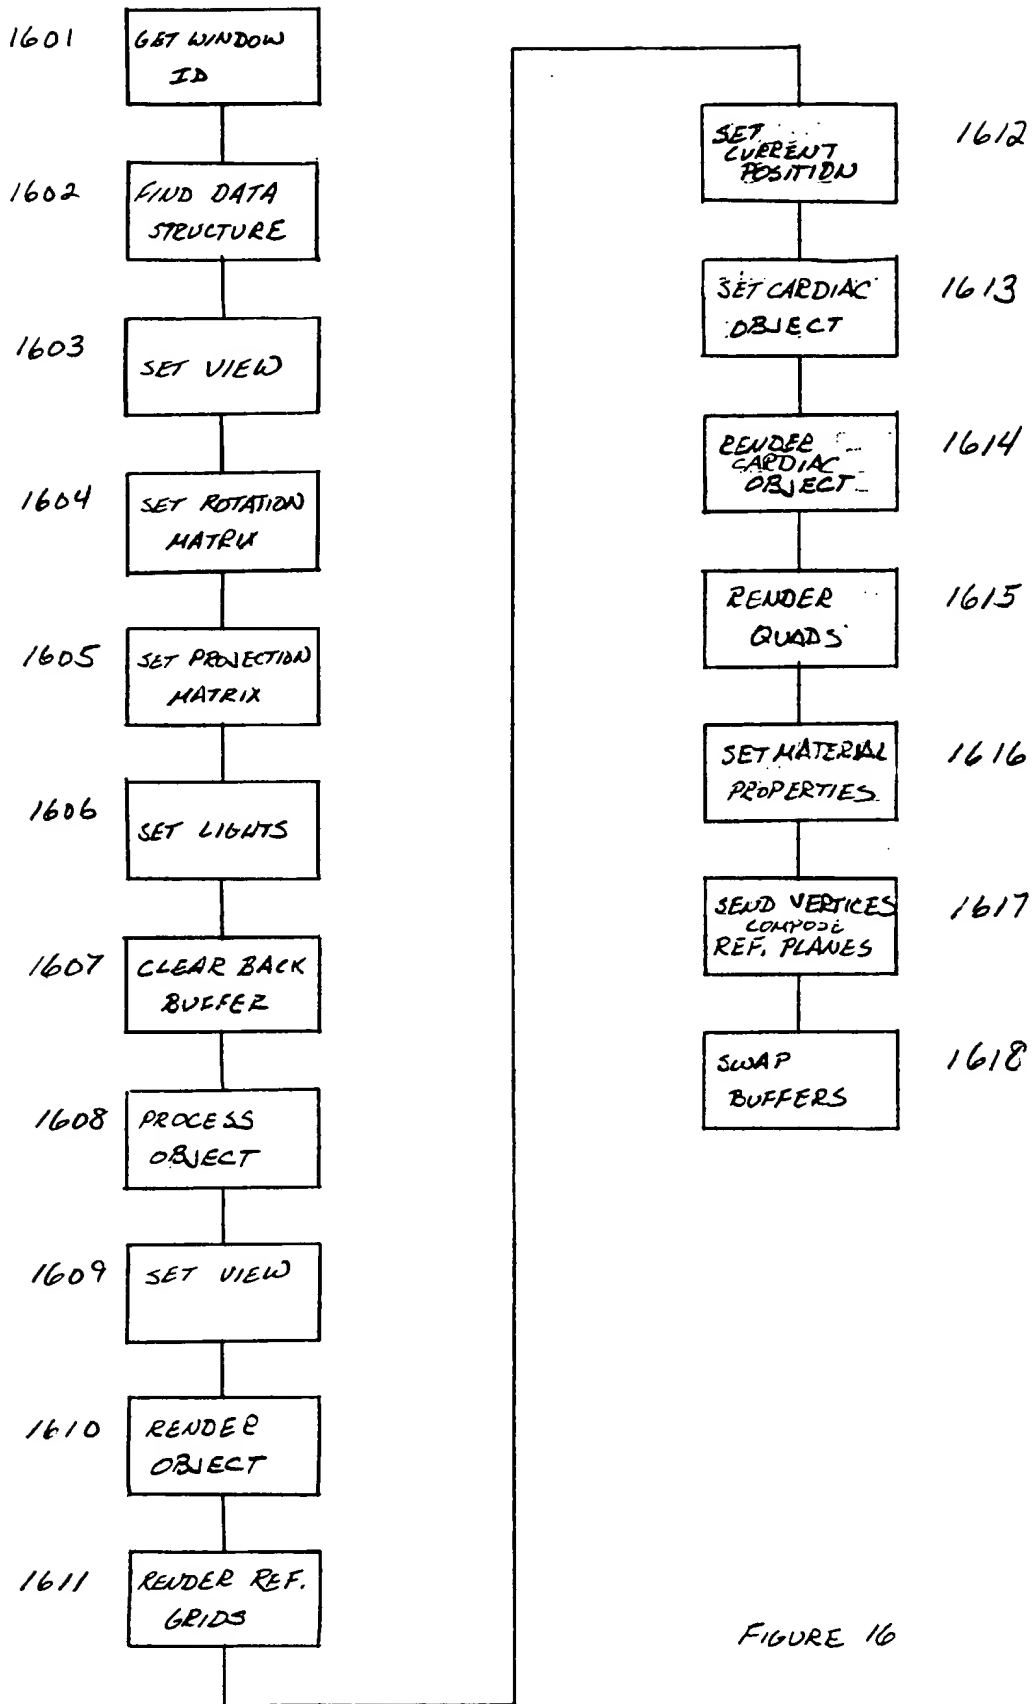 1601
GET WINDOW
ID
1602
FIND DATA
STRUCTURE
1603
SET VIEW
1604
SET ROTATION
MATRIX
1605
SET PROJECTION
MATRIX
1606
SET LIGHTS
1607
CLEAR BACK
BUFFER
1608
PROCESS
OBJECT
1609
SET VIEW
1610
RENDER
OBJECT
1611
RENDER REF.
GRIDS
SET
CURRENT
POSITION
1612
SET CARDIAC
OBJECT
1613
RENDER
CARDIAC
OBJECT
1614
RENDER
QUADS
1615
SET MATERIAL
PROPERTIES
1616
SEND VERTICES
COMPOSE
REF. PLANES
1617
SWAP
BUFFERS
1618
FIGURE 16